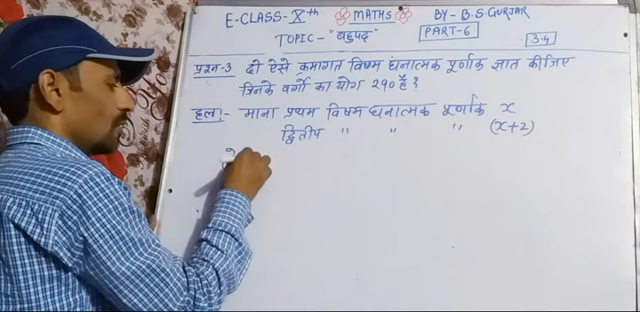 E-CLASS-Xth MATHS BY-B.S.GURJAR
TOPIC-"बहुपद" PART-6
3.4
प्रश्न-3 दो ऐसे क्रमागत विषम धनात्मक पूर्णांक ज्ञात कीजिए
जिनके वर्गों का योग 290 है?
हल:- माना प्रथम विषम धनात्मक पूर्णांक x
द्वितीय " " " (x+2)